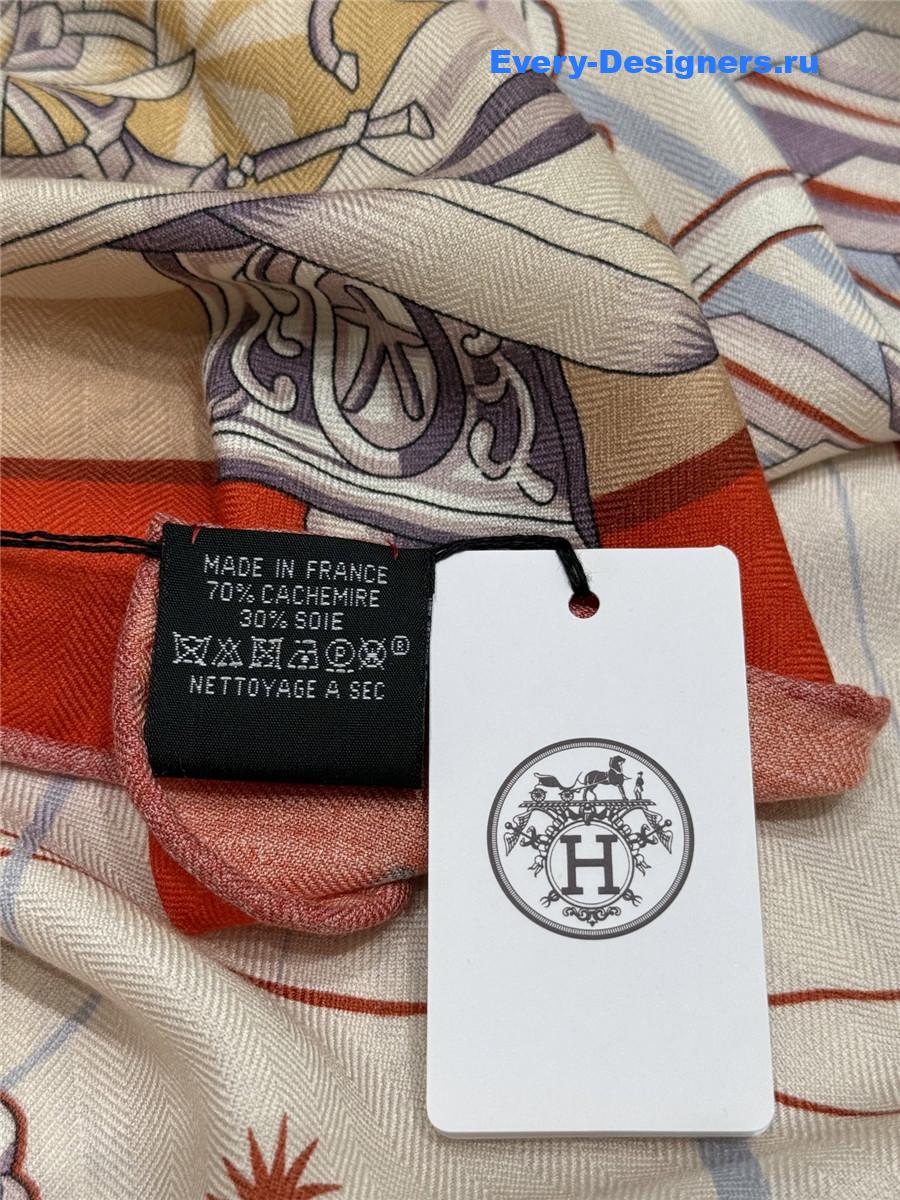 Every-Designers.ru
MADE IN FRANCE
70% CACHEMIRE
30% SOIE
NETTOYAGE A SEC
H